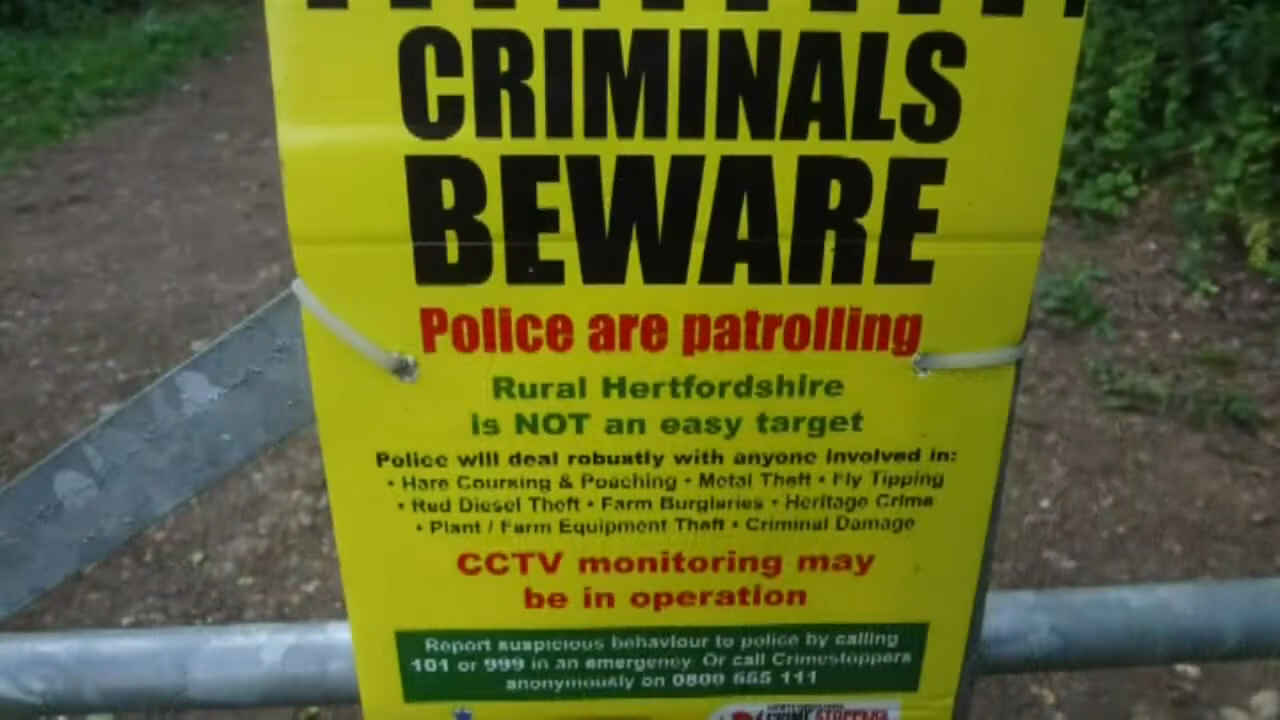 CRIMINALS
BEWARE
Police are patrolling
Rural Hertfordshire
is NOT an easy target
Police will deal robustly with anyone involved in:
• Hare Coursing & Poaching • Metal Theft • Fly Tipping
• Red Diesel Theft • Farm Burglaries • Heritage Crime
• Plant / Farm Equipment Theft • Criminal Damage
CCTV monitoring may
be in operation
Report suspicious behaviour to police by calling
101 or 999 in an emergency. Or call Crimestoppers
anonymously on 0800 555 111
CRIMESTOPPERS